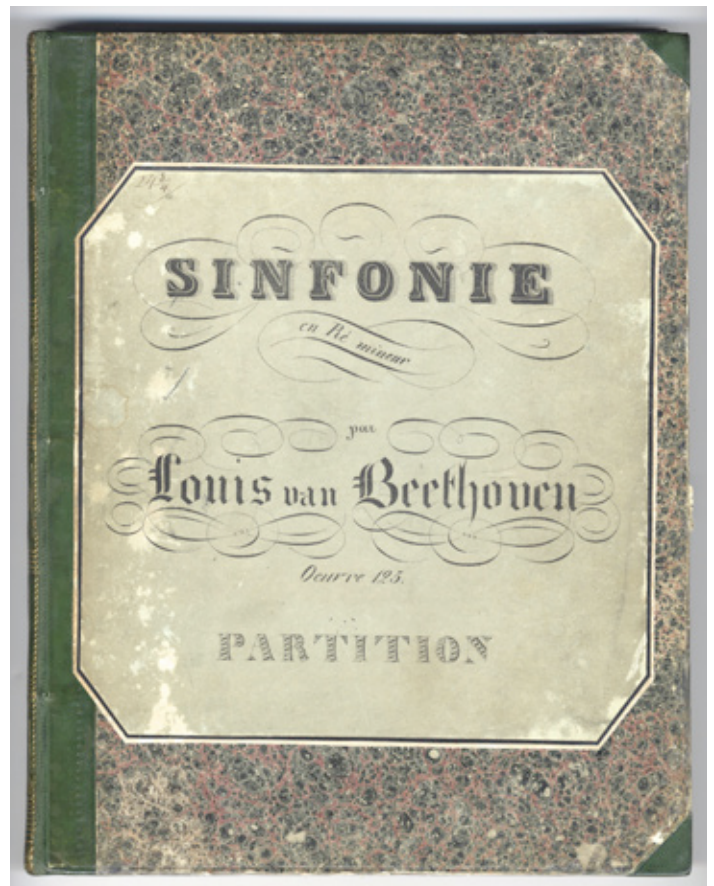 SINFONIE
en Ré mineur
par
Louis van Beethoven
Oeuvre 125.
PARTITION